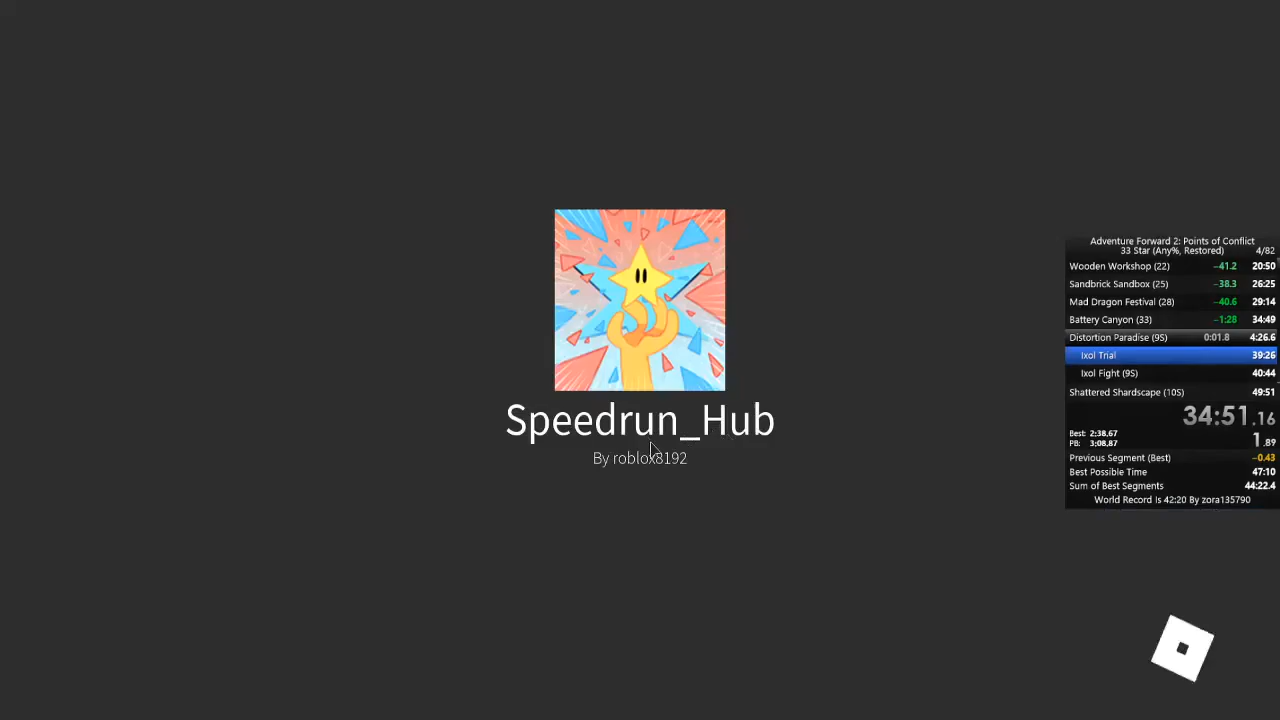 Speedrun_Hub
By roblox8192
Adventure Forward 2: Points of Conflict
33 Star (Any%, Restored) 4/82
Wooden Workshop (22) −41.2 20:50
Sandbrick Sandbox (25) −38.3 26:25
Mad Dragon Festival (28) −40.6 29:14
Battery Canyon (33) −1:28 34:49
Distortion Paradise (9S) 0:01.8 4:26.6
Ixol Trial 39:26
Ixol Fight (9S) 40:44
Shattered Shardscape (10S) 49:51
34:51.16
Best: 2:38.67
PB: 3:08.87 1.89
Previous Segment (Best) −0.43
Best Possible Time 47:10
Sum of Best Segments 44:22.4
World Record Is 42:20 By zora135790